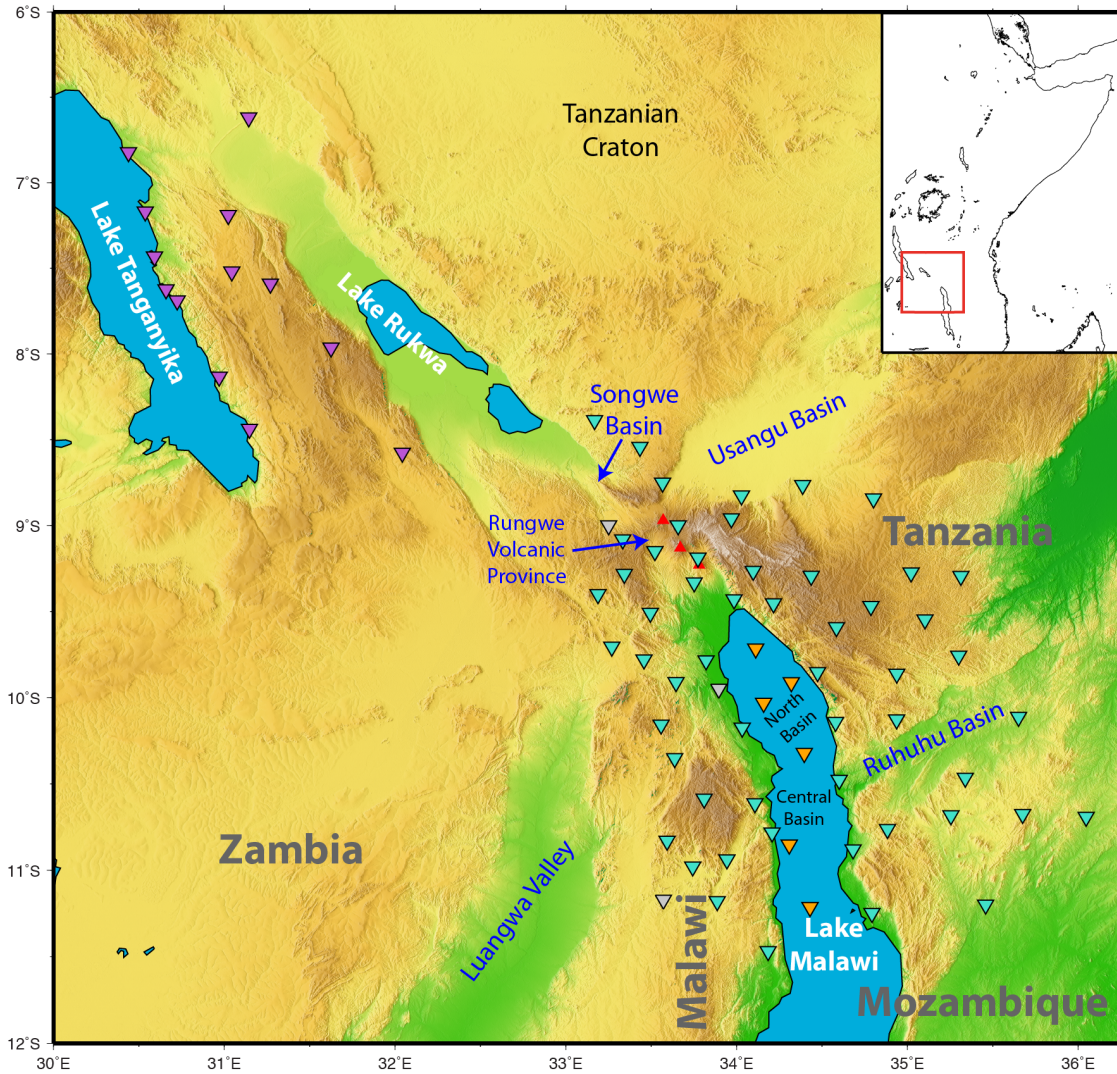 6°S
7°S
8°S
9°S
10°S
11°S
12°S
30°E
31°E
32°E
33°E
34°E
35°E
36°E
Tanzanian
Craton
Lake Tanganyika
Lake Rukwa
Songwe
Basin
Usangu Basin
Rungwe
Volcanic
Province
Tanzania
North
Basin
Ruhuhu Basin
Central
Basin
Zambia
Luangwa Valley
Malawi
Lake
Malawi
Mozambique